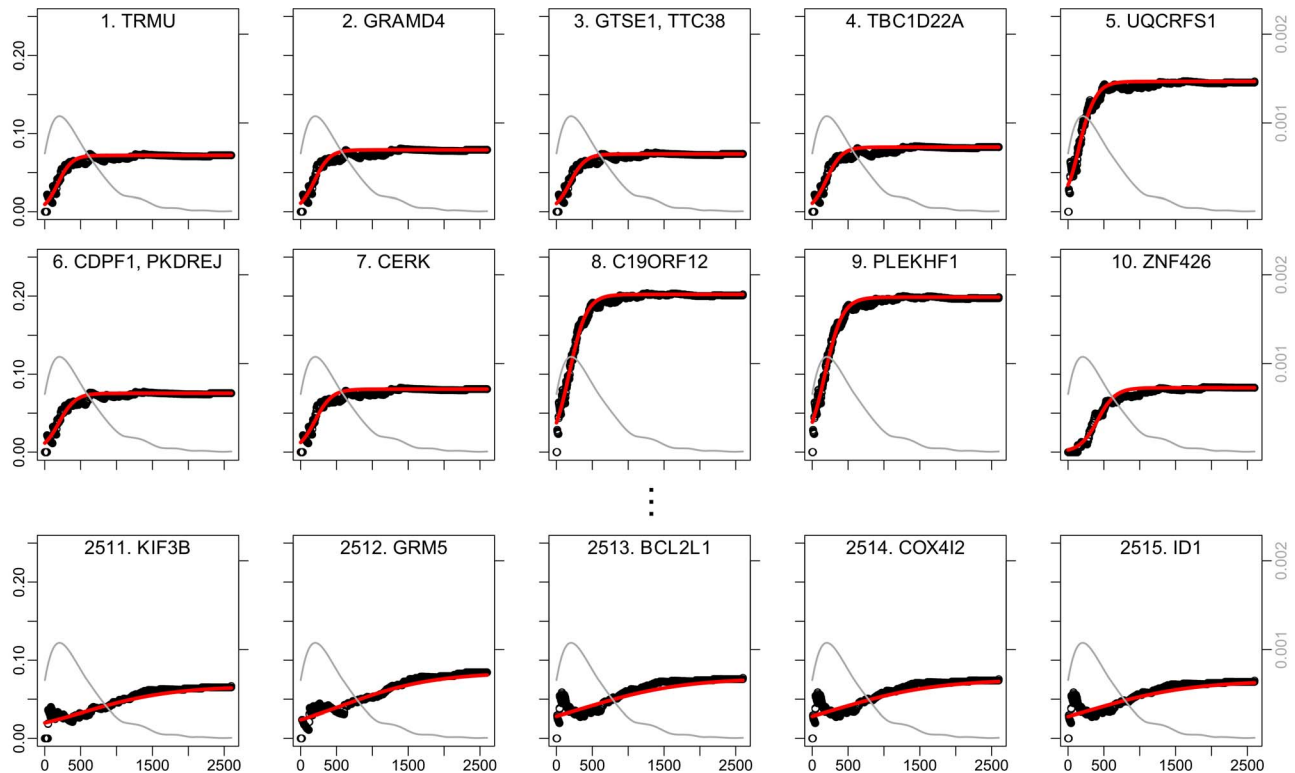 1. TRMU
2. GRAMD4
3. GTSE1, TTC38
4. TBC1D22A
5. UQCRFS1
0.00 0.10 0.20
0.001 0.002
6. CDPF1, PKDREJ
7. CERK
8. C19ORF12
9. PLEKHF1
10. ZNF426
0.00 0.10 0.20
0.001 0.002
⋮
2511. KIF3B
2512. GRM5
2513. BCL2L1
2514. COX4I2
2515. ID1
0.00 0.10 0.20
0.001 0.002
0 500 1500 2500
0 500 1500 2500
0 500 1500 2500
0 500 1500 2500
0 500 1500 2500